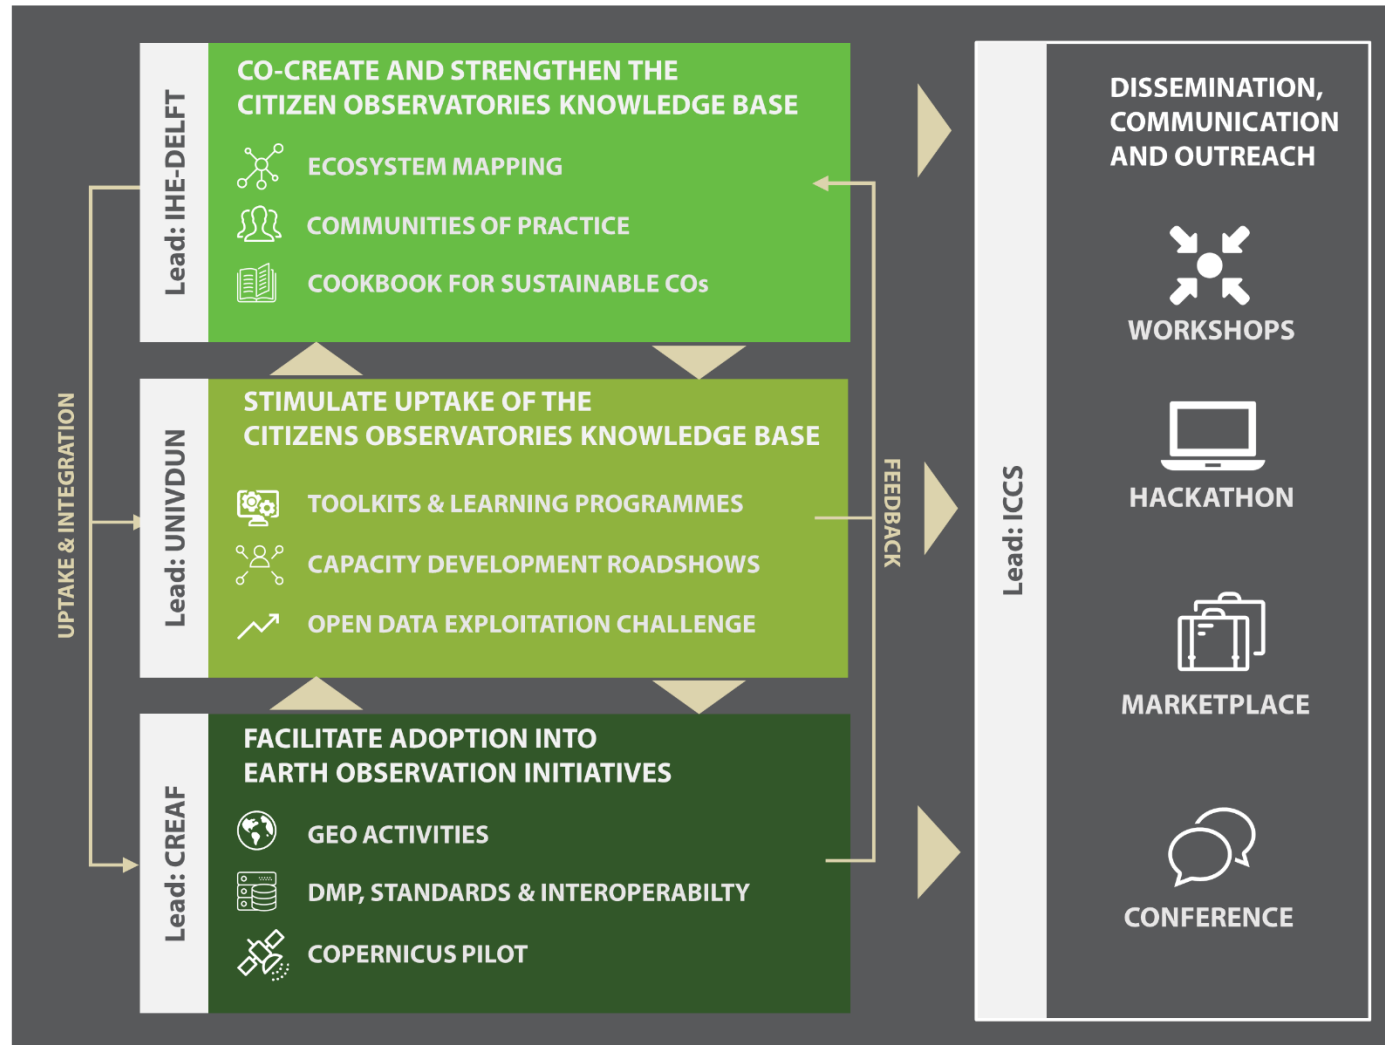 UPTAKE & INTEGRATION
Lead: IHE-DELFT
CO-CREATE AND STRENGTHEN THE
CITIZEN OBSERVATORIES KNOWLEDGE BASE
ECOSYSTEM MAPPING
COMMUNITIES OF PRACTICE
COOKBOOK FOR SUSTAINABLE COs
Lead: UNIVDUN
STIMULATE UPTAKE OF THE
CITIZENS OBSERVATORIES KNOWLEDGE BASE
TOOLKITS & LEARNING PROGRAMMES
CAPACITY DEVELOPMENT ROADSHOWS
OPEN DATA EXPLOITATION CHALLENGE
Lead: CREAF
FACILITATE ADOPTION INTO
EARTH OBSERVATION INITIATIVES
GEO ACTIVITIES
DMP, STANDARDS & INTEROPERABILTY
COPERNICUS PILOT
FEEDBACK
Lead: ICCS
DISSEMINATION,
COMMUNICATION
AND OUTREACH
WORKSHOPS
HACKATHON
MARKETPLACE
CONFERENCE